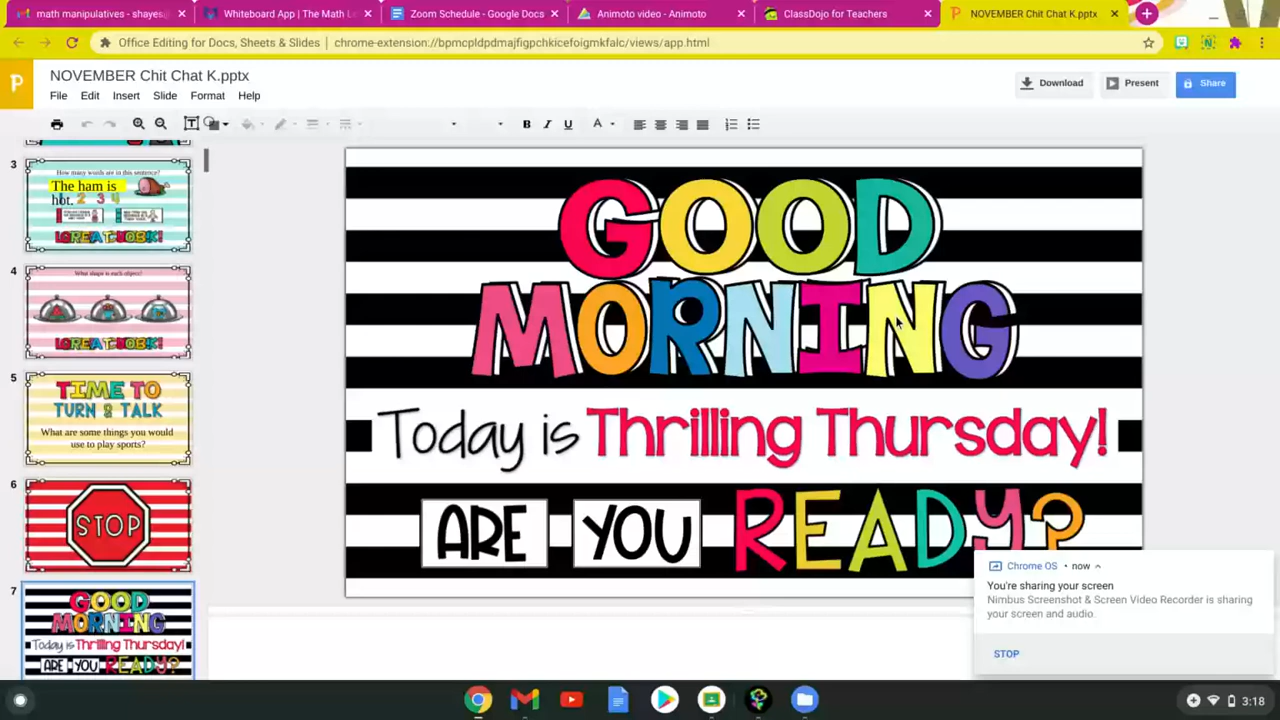 math manipulatives - shayes@
Whiteboard App | The Math Le
Zoom Schedule - Google Docs
Animoto video - Animoto
ClassDojo for Teachers
NOVEMBER Chit Chat K.pptx
Office Editing for Docs, Sheets & Slides
chrome-extension://bpmcpldpdmajfigpchkicefoigmkfalc/views/app.html
NOVEMBER Chit Chat K.pptx
File Edit Insert Slide Format Help
Download
Present
Share
B I U A
3
How many words are in this sentence?
The ham is
hot. 2 3 4
GREAT JOB!
4
What shape is each object?
GREAT JOB!
5
TIME TO
TURN & TALK
What are some things you would
use to play sports?
6
STOP
7
GOOD
MORNING
Today is Thrilling Thursday!
ARE YOU READY?
GOOD
MORNING
Today is Thrilling Thursday!
ARE YOU READY?
Chrome OS • now
You're sharing your screen
Nimbus Screenshot & Screen Video Recorder is sharing
your screen and audio.
STOP
3:18